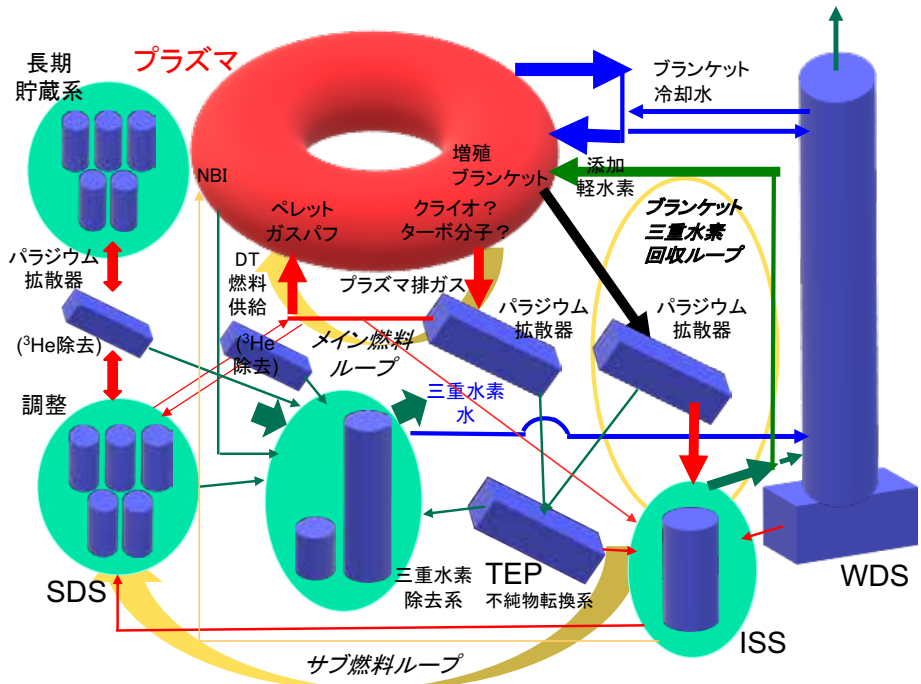 長期
貯蔵系
プラズマ
ブランケット
冷却水
増殖
ブランケット
添加
軽水素
NBI
ペレット
ガスパフ
クライオ？
ターボ分子？
ブランケット
三重水素
回収ループ
パラジウム
拡散器
DT
燃料
供給
プラズマ排ガス
パラジウム
拡散器
パラジウム
拡散器
(³He除去)
(³He
除去)
メイン燃料
ループ
調整
三重水素
水
SDS
三重水素
除去系
TEP
不純物転換系
WDS
ISS
サブ燃料ループ